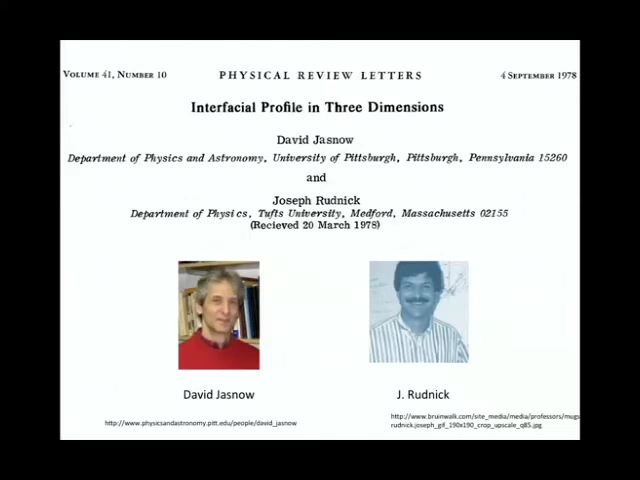 VOLUME 41, NUMBER 10 PHYSICAL REVIEW LETTERS 4 SEPTEMBER 1978
Interfacial Profile in Three Dimensions
David Jasnow
Department of Physics and Astronomy, University of Pittsburgh, Pittsburgh, Pennsylvania 15260
and
Joseph Rudnick
Department of Physics, Tufts University, Medford, Massachusetts 02155
(Recieved 20 March 1978)
David Jasnow J. Rudnick
http://www.physicsandastronomy.pitt.edu/people/david_jasnow
http://www.bruinwalk.com/site_media/media/professors/mugs
rudnick.joseph_gif_190x190_crop_upscale_q85.jpg